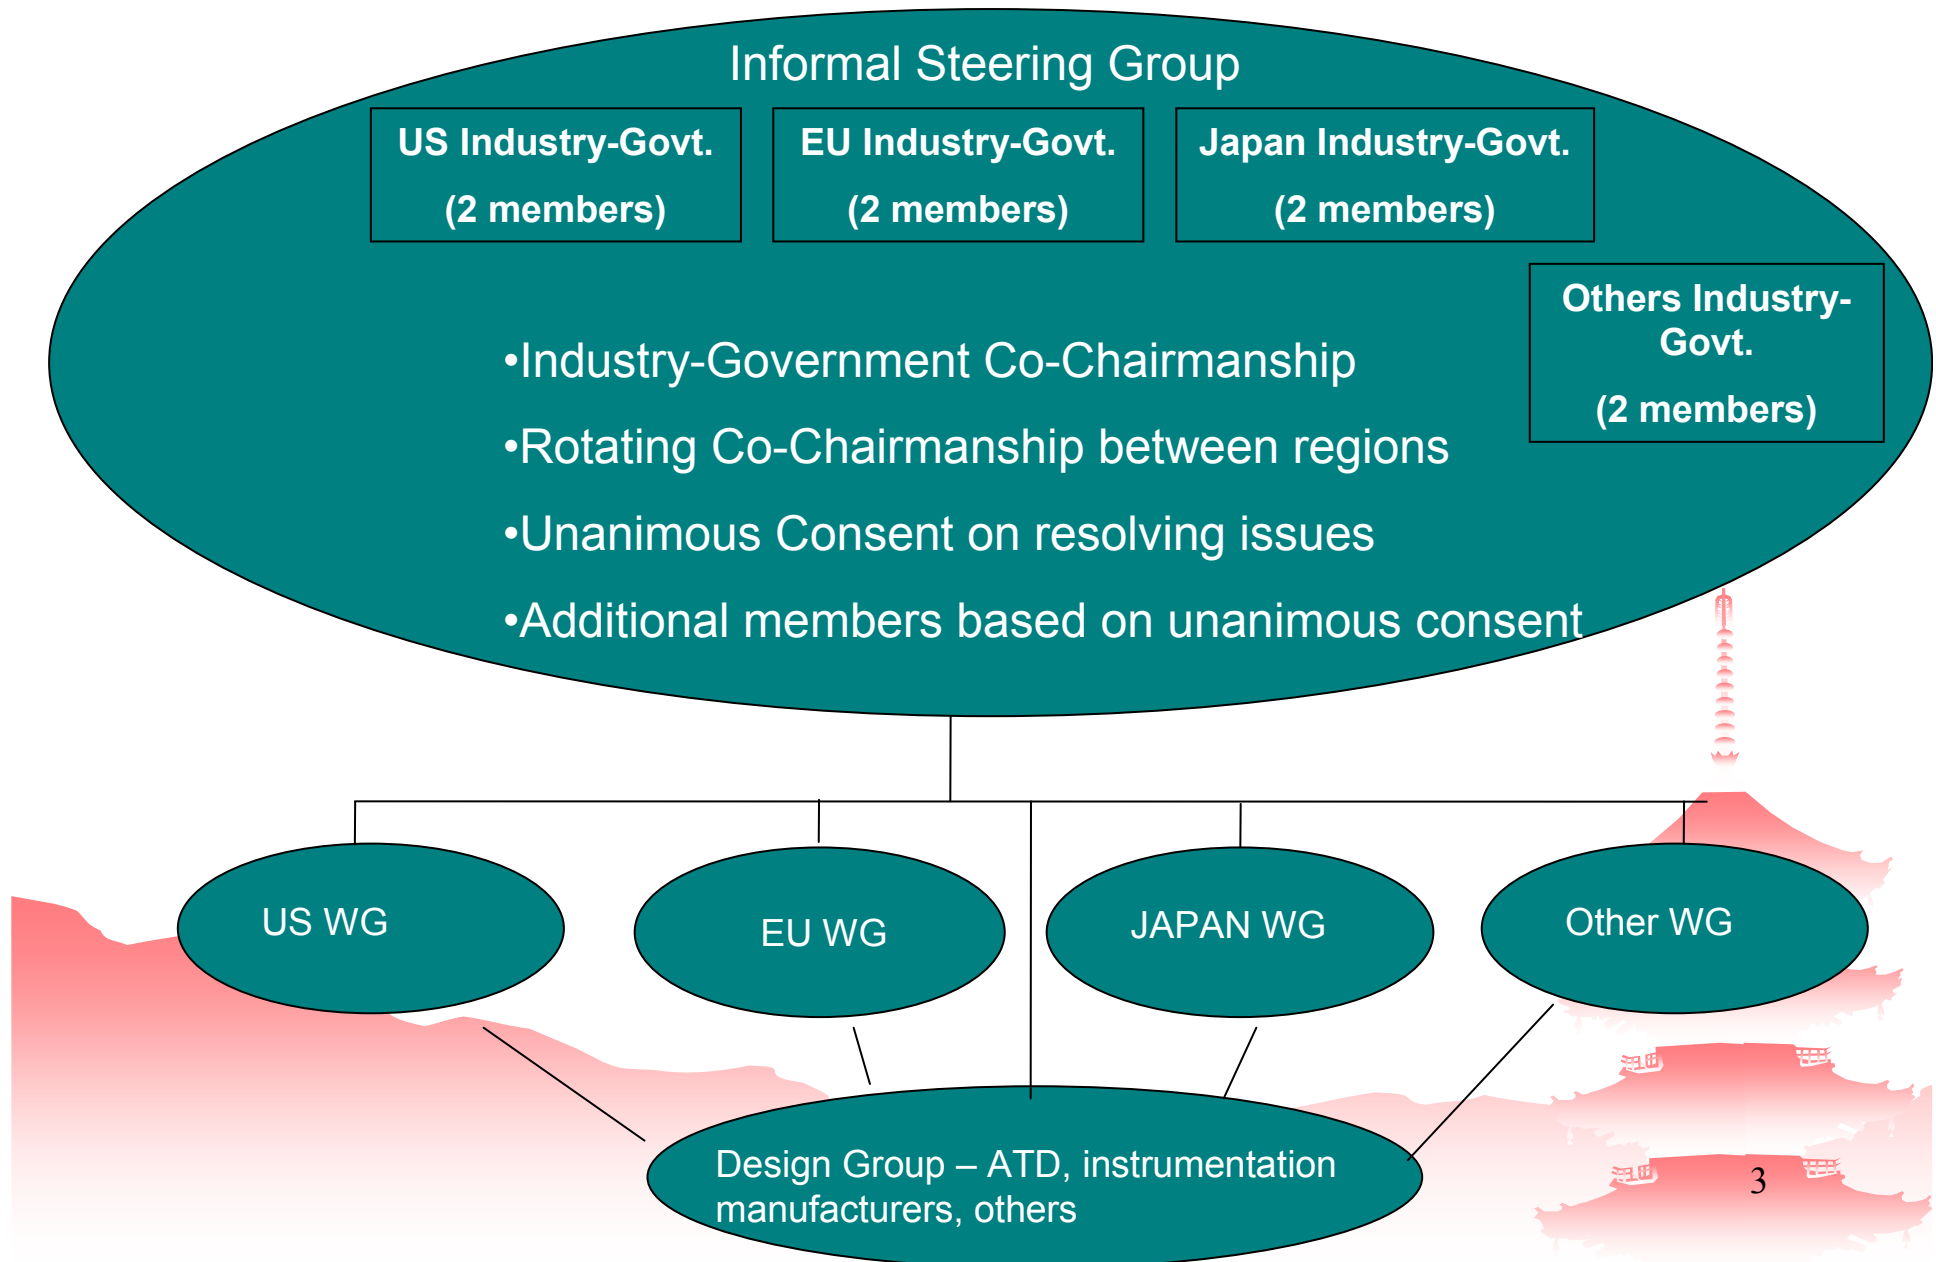 Informal Steering Group
US Industry-Govt.
(2 members)
EU Industry-Govt.
(2 members)
Japan Industry-Govt.
(2 members)
Others Industry-
Govt.
(2 members)
•Industry-Government Co-Chairmanship
•Rotating Co-Chairmanship between regions
•Unanimous Consent on resolving issues
•Additional members based on unanimous consent
US WG
EU WG
JAPAN WG
Other WG
Design Group – ATD, instrumentation
manufacturers, others
3